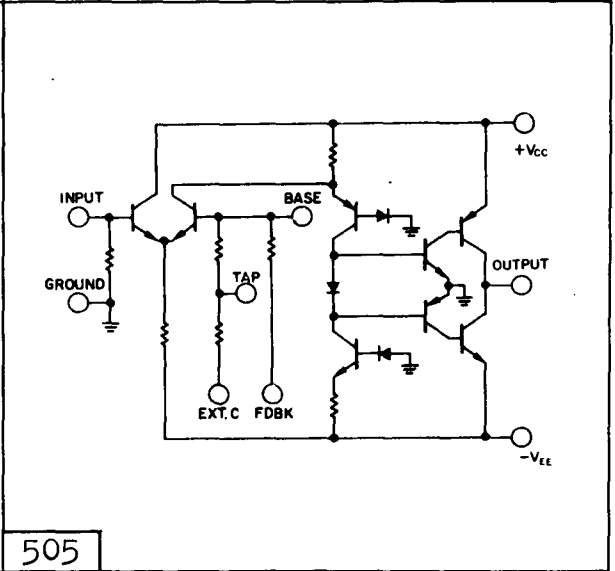 +Vcc
INPUT
BASE
GROUND
TAP
OUTPUT
EXT. C
FDBK
-VEE
505